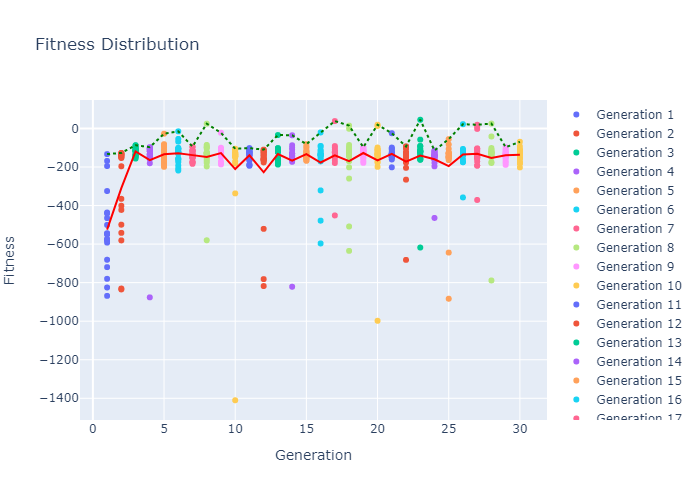 Fitness Distribution
Fitness
0
−200
−400
−600
−800
−1000
−1200
−1400
0
5
10
15
20
25
30
Generation
Generation 1
Generation 2
Generation 3
Generation 4
Generation 5
Generation 6
Generation 7
Generation 8
Generation 9
Generation 10
Generation 11
Generation 12
Generation 13
Generation 14
Generation 15
Generation 16
Generation 17